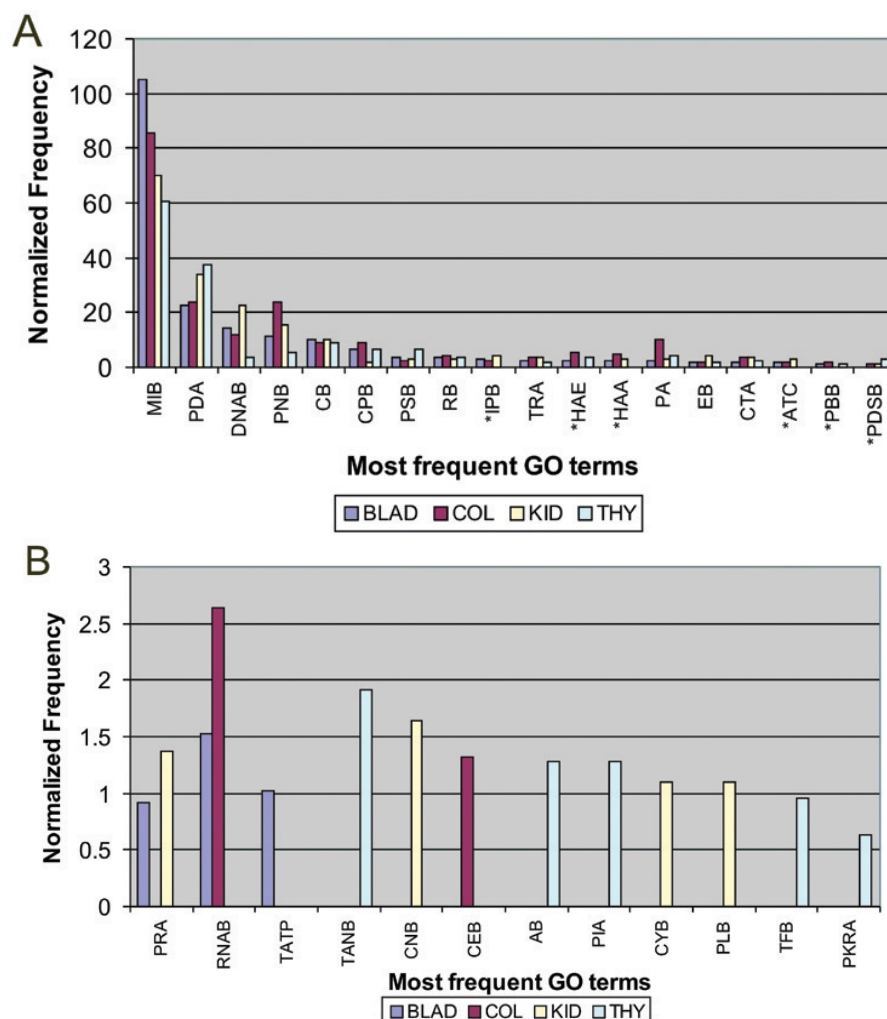 A
Normalized Frequency
120
100
80
60
40
20
0
MIB PDA DNAB PNB CB CPB PSB RB *IPB TRA *HAE *HAA PA EB CTA *ATC *PBB *PDSB
Most frequent GO terms
BLAD COL KID THY
B
Normalized Frequency
3
2.5
2
1.5
1
0.5
0
PRA RNAB TATP TANB CNB CEB AB PIA CYB PLB TFB PKRA
Most frequent GO terms
BLAD COL KID THY